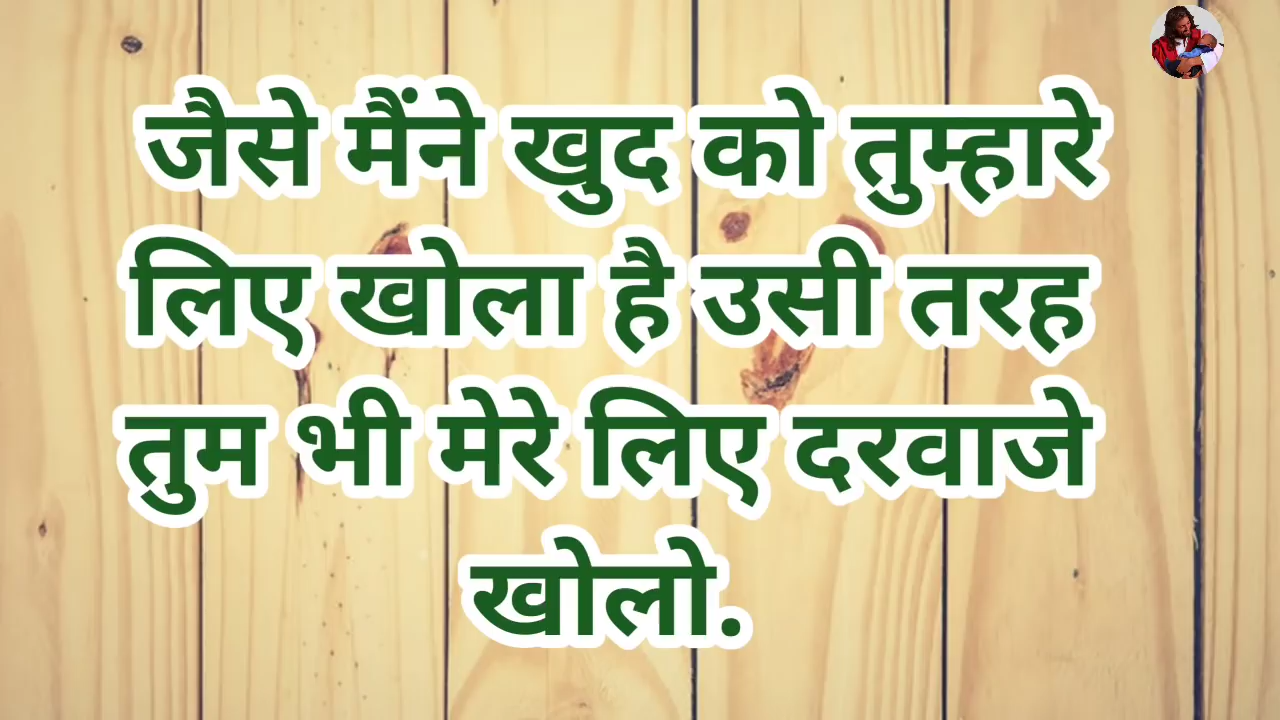 जैसे मैंने खुद को तुम्हारे
लिए खोला है उसी तरह
तुम भी मेरे लिए दरवाजे
खोलो.